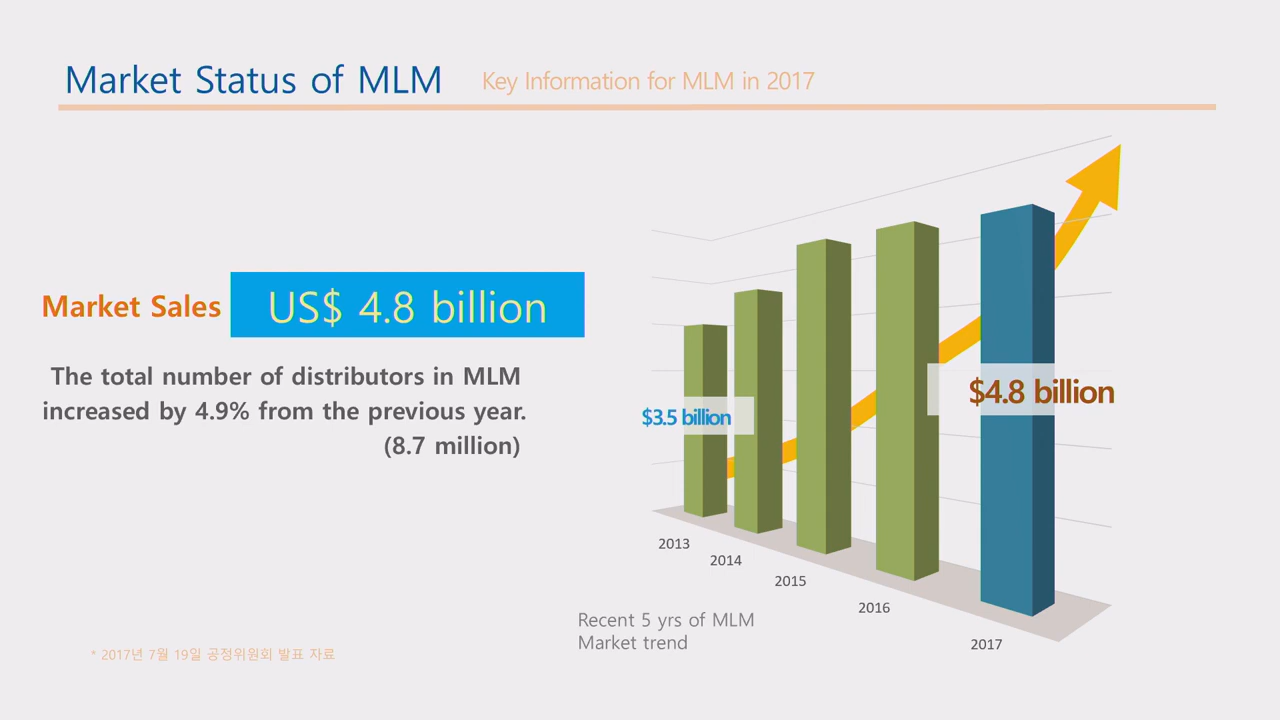 Market Status of MLM
Key Information for MLM in 2017
Market Sales
US$ 4.8 billion
The total number of distributors in MLM
increased by 4.9% from the previous year.
(8.7 million)
$3.5 billion
$4.8 billion
2013
2014
2015
2016
2017
Recent 5 yrs of MLM
Market trend
* 2017년 7월 19일 공정위원회 발표 자료